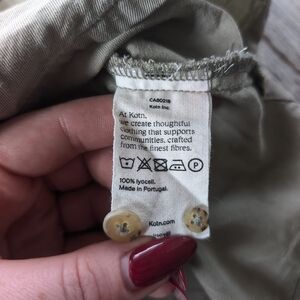 CA60218
Kotn Inc.
At Kotn,
we create thoughtful
clothing that supports
communities, crafted
from the finest fibres.
P
100% lyocell.
Made in Portugal.
Kotn.com